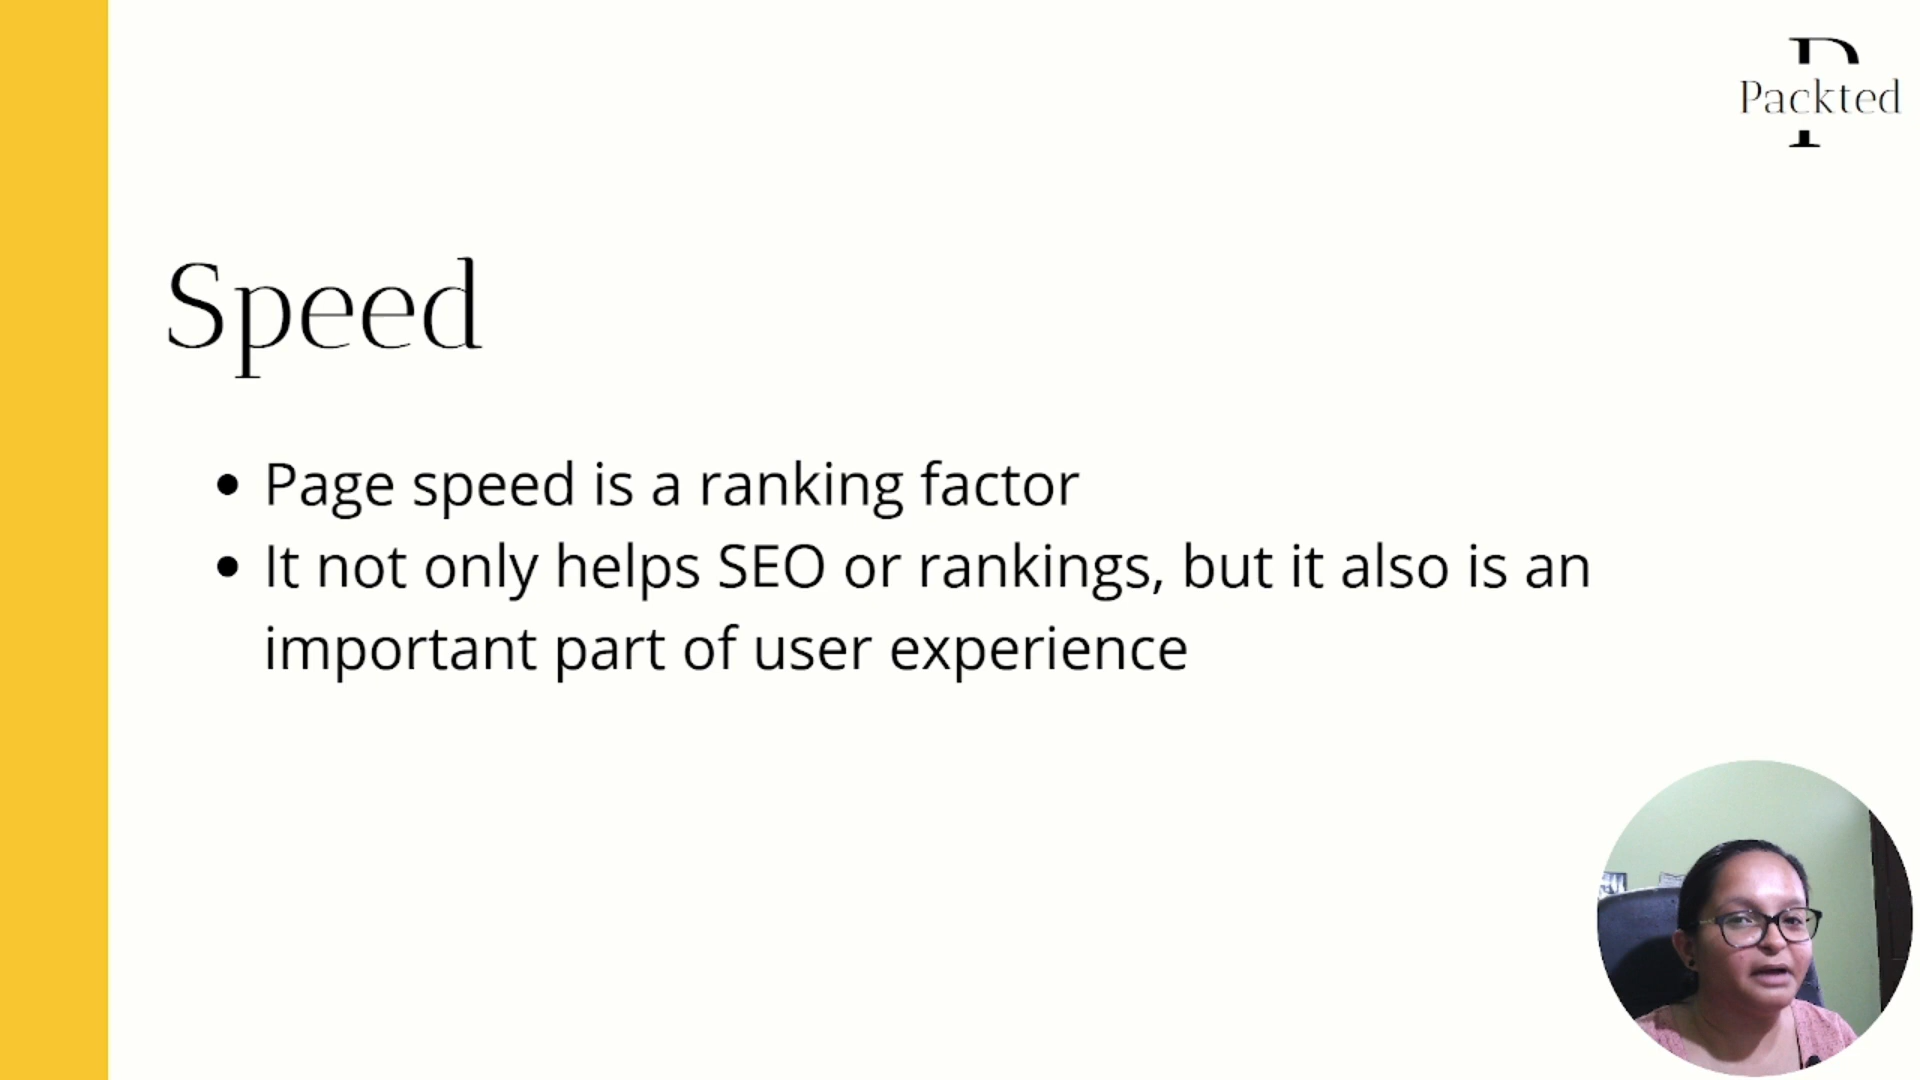 Packted
Speed
• Page speed is a ranking factor
• It not only helps SEO or rankings, but it also is an
important part of user experience